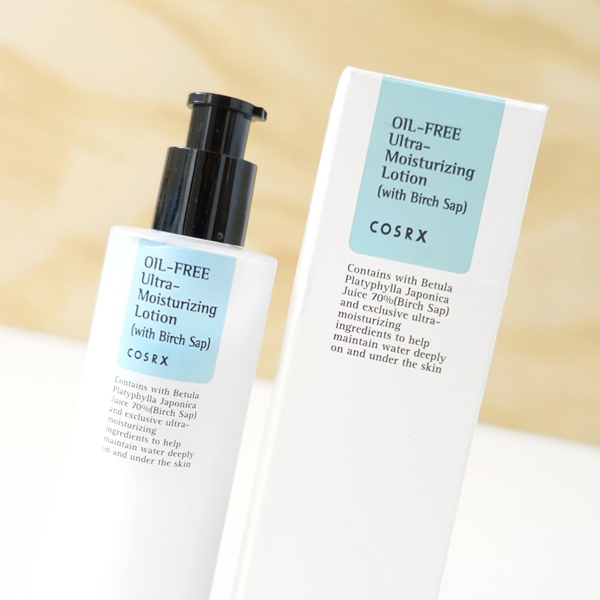 OIL-FREE
Ultra-
Moisturizing
Lotion
(with Birch Sap)
COSRX
Contains with Betula
Platyphylla Japonica
Juice 70%(Birch Sap)
and exclusive ultra-
moisturizing
ingredients to help
maintain water deeply
on and under the skin
OIL-FREE
Ultra-
Moisturizing
Lotion
(with Birch Sap)
COSRX
Contains with Betula
Platyphylla Japonica
Juice 70%(Birch Sap)
and exclusive ultra-
moisturizing
ingredients to help
maintain water deeply
on and under the skin